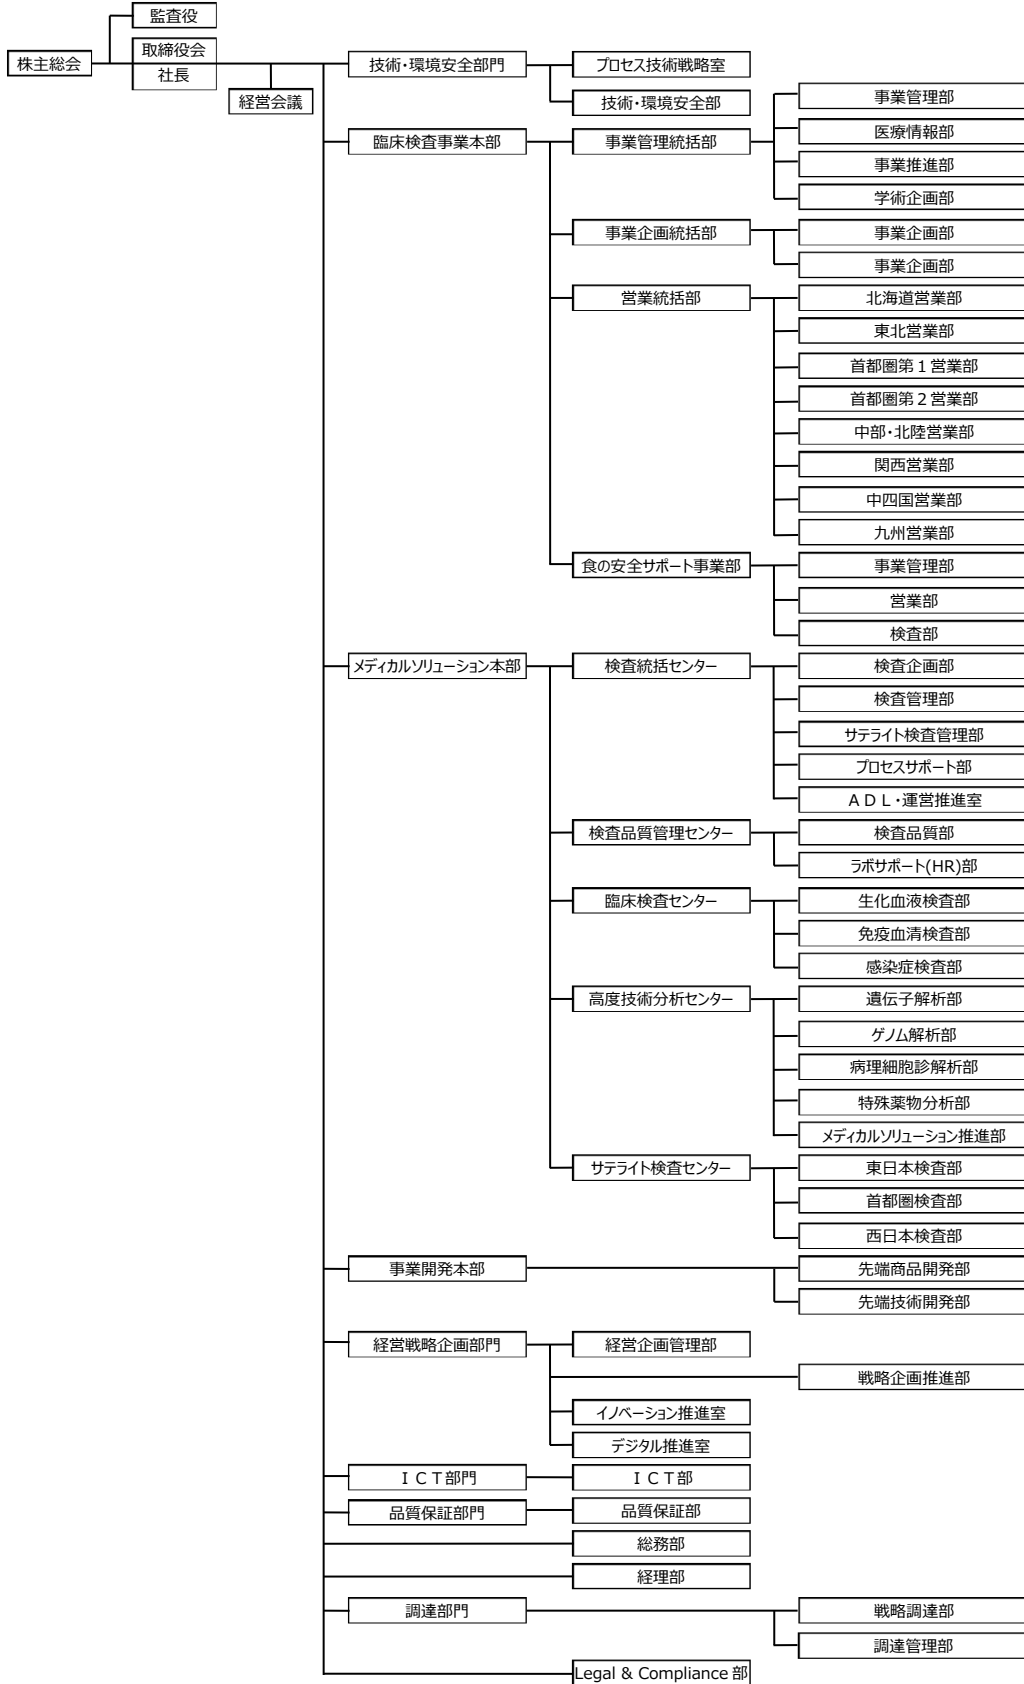 監査役
株主総会
取締役会
社長
経営会議
技術・環境安全部門
プロセス技術戦略室
技術・環境安全部
臨床検査事業本部
事業管理統括部
事業管理部
医療情報部
事業推進部
学術企画部
事業企画統括部
事業企画部
事業企画部
営業統括部
北海道営業部
東北営業部
首都圏第1営業部
首都圏第2営業部
中部・北陸営業部
関西営業部
中四国営業部
九州営業部
食の安全サポート事業部
事業管理部
営業部
検査部
メディカルソリューション本部
検査統括センター
検査企画部
検査管理部
サテライト検査管理部
プロセスサポート部
ADL・運営推進室
検査品質管理センター
検査品質部
ラボサポート(HR)部
臨床検査センター
生化血液検査部
免疫血清検査部
感染症検査部
高度技術分析センター
遺伝子解析部
ゲノム解析部
病理細胞診解析部
特殊薬物分析部
メディカルソリューション推進部
サテライト検査センター
東日本検査部
首都圏検査部
西日本検査部
事業開発本部
先端商品開発部
先端技術開発部
経営戦略企画部門
経営企画管理部
戦略企画推進部
イノベーション推進室
デジタル推進室
ICT部門
ICT部
品質保証部門
品質保証部
総務部
経理部
調達部門
戦略調達部
調達管理部
Legal & Compliance 部